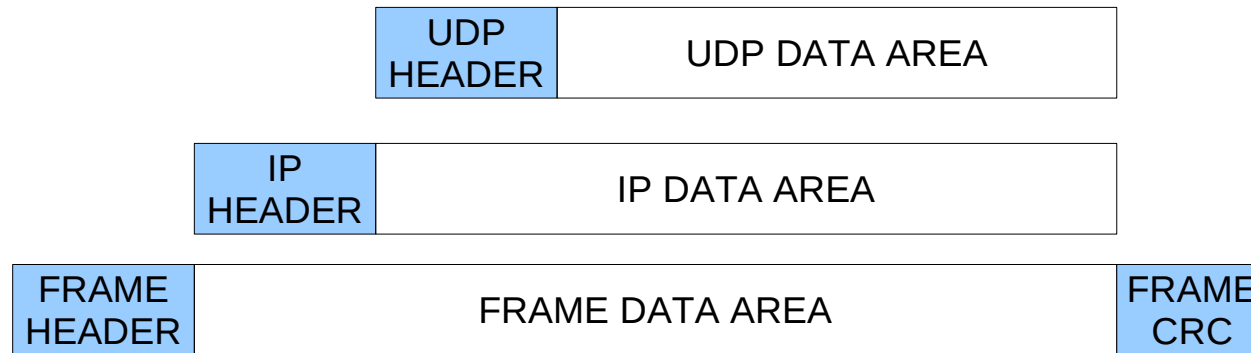 UDP
HEADER
UDP DATA AREA
IP
HEADER
IP DATA AREA
FRAME
HEADER
FRAME DATA AREA
FRAME
CRC